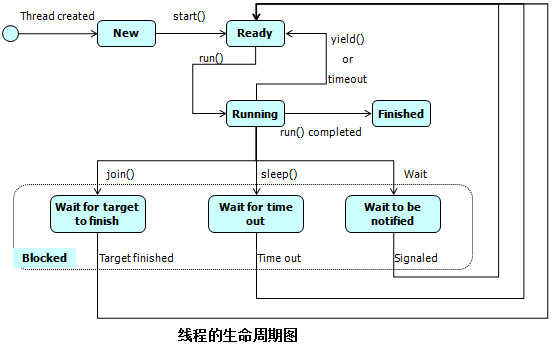 Thread created
start()
New
Ready
yield()
or
timeout
run()
Running
Finished
run() completed
join()
sleep()
Wait
Wait for target
to finish
Wait for time
out
Wait to be
notified
Blocked
Target finished
Time out
Signaled
线程的生命周期图